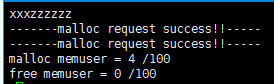 xxxzzzzzz
-------malloc request success!!-----
-------malloc request success!!-----
malloc memuser = 4 /100
free memuser = 0 /100